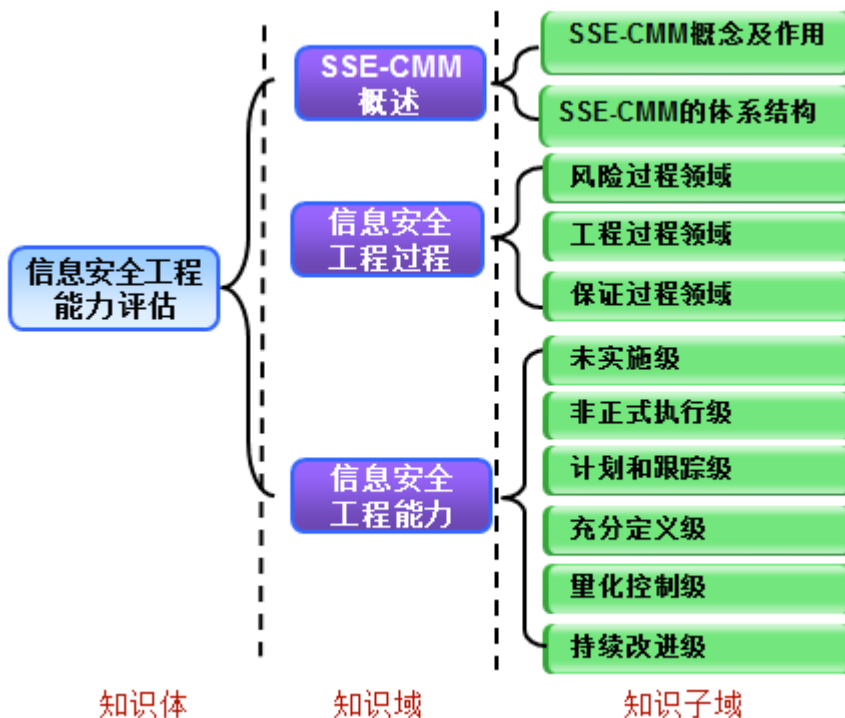 信息安全工程
能力评估
SSE-CMM
概述
信息安全
工程过程
信息安全
工程能力
SSE-CMM概念及作用
SSE-CMM的体系结构
风险过程领域
工程过程领域
保证过程领域
未实施级
非正式执行级
计划和跟踪级
充分定义级
量化控制级
持续改进级
知识体
知识域
知识子域